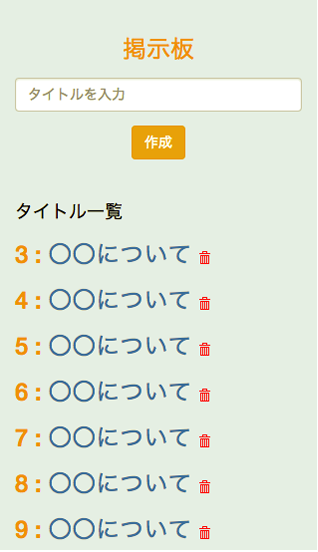 掲示板
タイトルを入力
作成
タイトル一覧
3 : 〇〇について
4 : 〇〇について
5 : 〇〇について
6 : 〇〇について
7 : 〇〇について
8 : 〇〇について
9 : 〇〇について